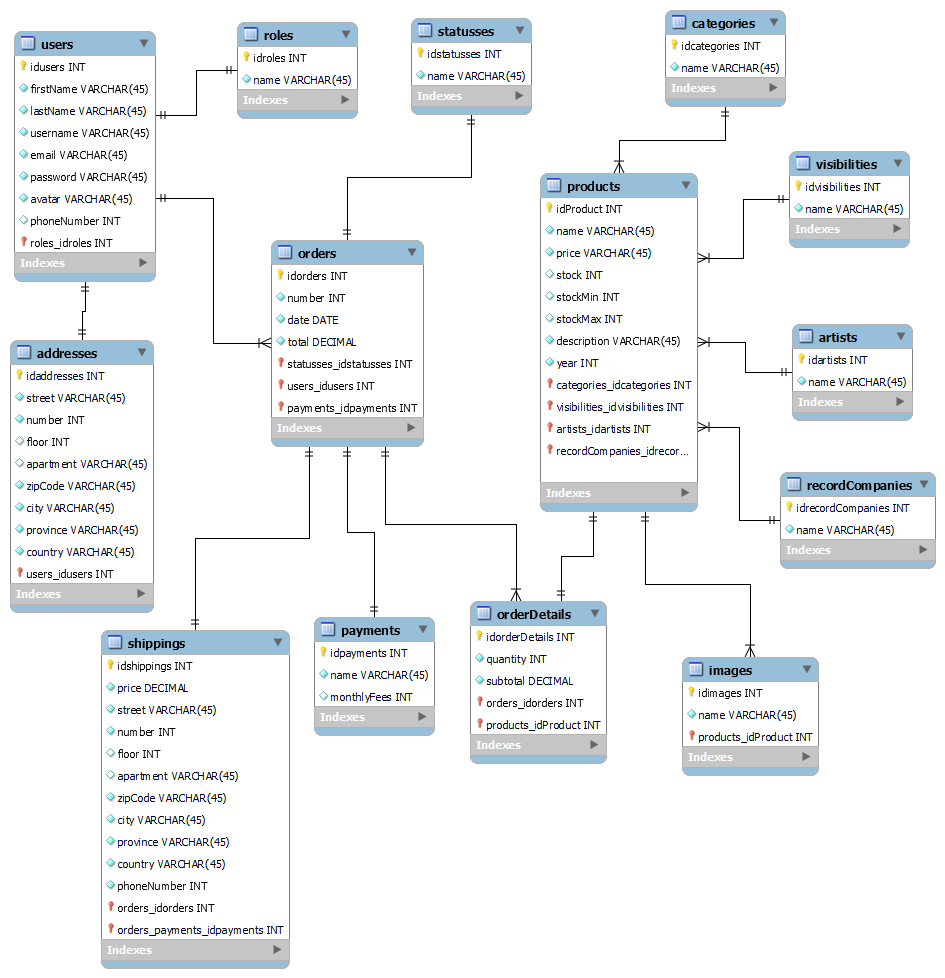 users
idusers INT
firstName VARCHAR(45)
lastName VARCHAR(45)
username VARCHAR(45)
email VARCHAR(45)
password VARCHAR(45)
avatar VARCHAR(45)
phoneNumber INT
roles_idroles INT
Indexes
roles
idroles INT
name VARCHAR(45)
Indexes
statusses
idstatusses INT
name VARCHAR(45)
Indexes
categories
idcategories INT
name VARCHAR(45)
Indexes
visibilities
idvisibilities INT
name VARCHAR(45)
Indexes
products
idProduct INT
name VARCHAR(45)
price VARCHAR(45)
stock INT
stockMin INT
stockMax INT
description VARCHAR(45)
year INT
categories_idcategories INT
visibilities_idvisibilities INT
artists_idartists INT
recordCompanies_idrecor...
Indexes
orders
idorders INT
number INT
date DATE
total DECIMAL
statusses_idstatusses INT
users_idusers INT
payments_idpayments INT
Indexes
artists
idartists INT
name VARCHAR(45)
Indexes
addresses
idaddresses INT
street VARCHAR(45)
number INT
floor INT
apartment VARCHAR(45)
zipCode VARCHAR(45)
city VARCHAR(45)
province VARCHAR(45)
country VARCHAR(45)
users_idusers INT
Indexes
recordCompanies
idrecordCompanies INT
name VARCHAR(45)
Indexes
shippings
idshippings INT
price DECIMAL
street VARCHAR(45)
number INT
floor INT
apartment VARCHAR(45)
zipCode VARCHAR(45)
city VARCHAR(45)
province VARCHAR(45)
country VARCHAR(45)
phoneNumber INT
orders_idorders INT
orders_payments_idpayments INT
Indexes
payments
idpayments INT
name VARCHAR(45)
monthlyFees INT
Indexes
orderDetails
idorderDetails INT
quantity INT
subtotal DECIMAL
orders_idorders INT
products_idProduct INT
Indexes
images
idimages INT
name VARCHAR(45)
products_idProduct INT
Indexes